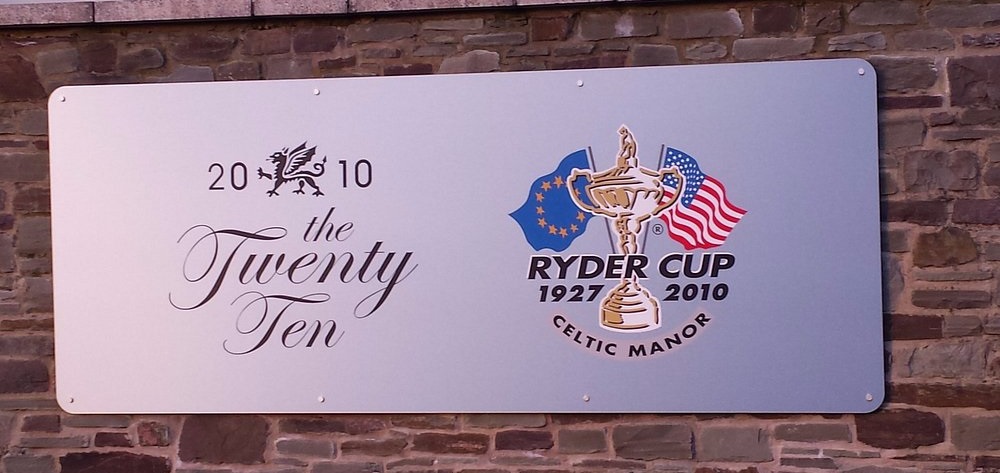 20 10
the
Twenty
Ten
®
RYDER CUP
1927 2010
CELTIC MANOR